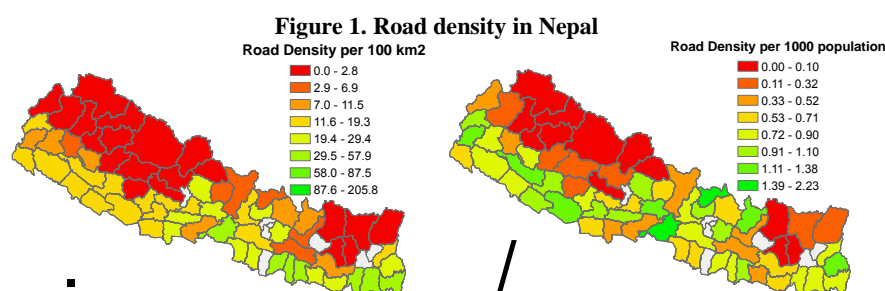 Figure 1. Road density in Nepal
Road Density per 100 km2
0.0 - 2.8
2.9 - 6.9
7.0 - 11.5
11.6 - 19.3
19.4 - 29.4
29.5 - 57.9
58.0 - 87.5
87.6 - 205.8
Road Density per 1000 population
0.00 - 0.10
0.11 - 0.32
0.33 - 0.52
0.53 - 0.71
0.72 - 0.90
0.91 - 1.10
1.11 - 1.38
1.39 - 2.23